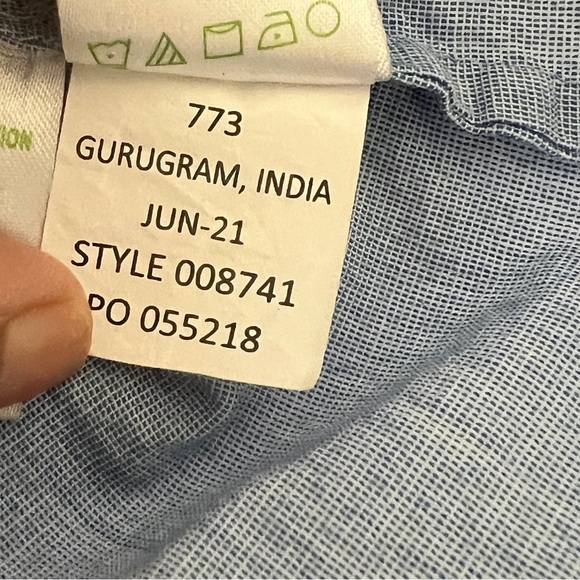 773
GURUGRAM, INDIA
JUN-21
STYLE 008741
PO 055218